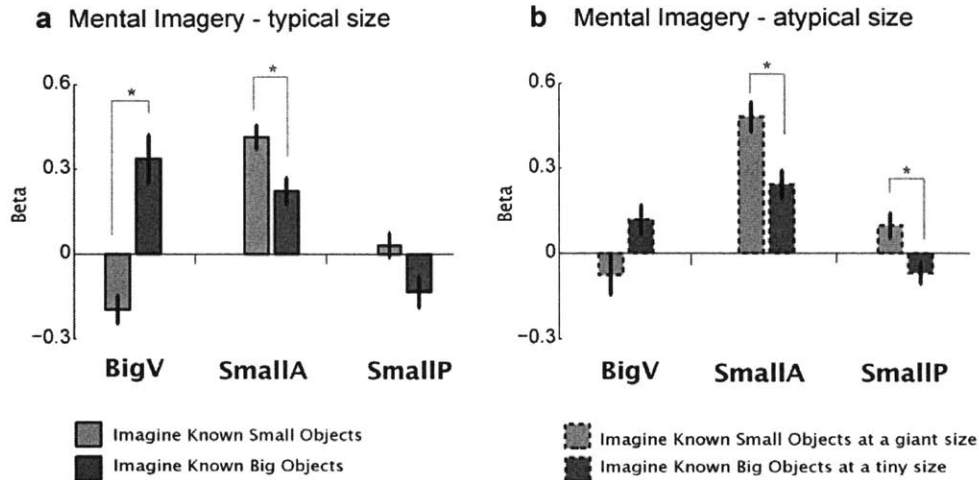 a Mental Imagery - typical size
0.6
*
*
0.3
Beta
0
−0.3
BigV SmallA SmallP
Imagine Known Small Objects
Imagine Known Big Objects
b Mental Imagery - atypical size
0.6
*
*
0.3
Beta
0
−0.3
BigV SmallA SmallP
Imagine Known Small Objects at a giant size
Imagine Known Big Objects at a tiny size